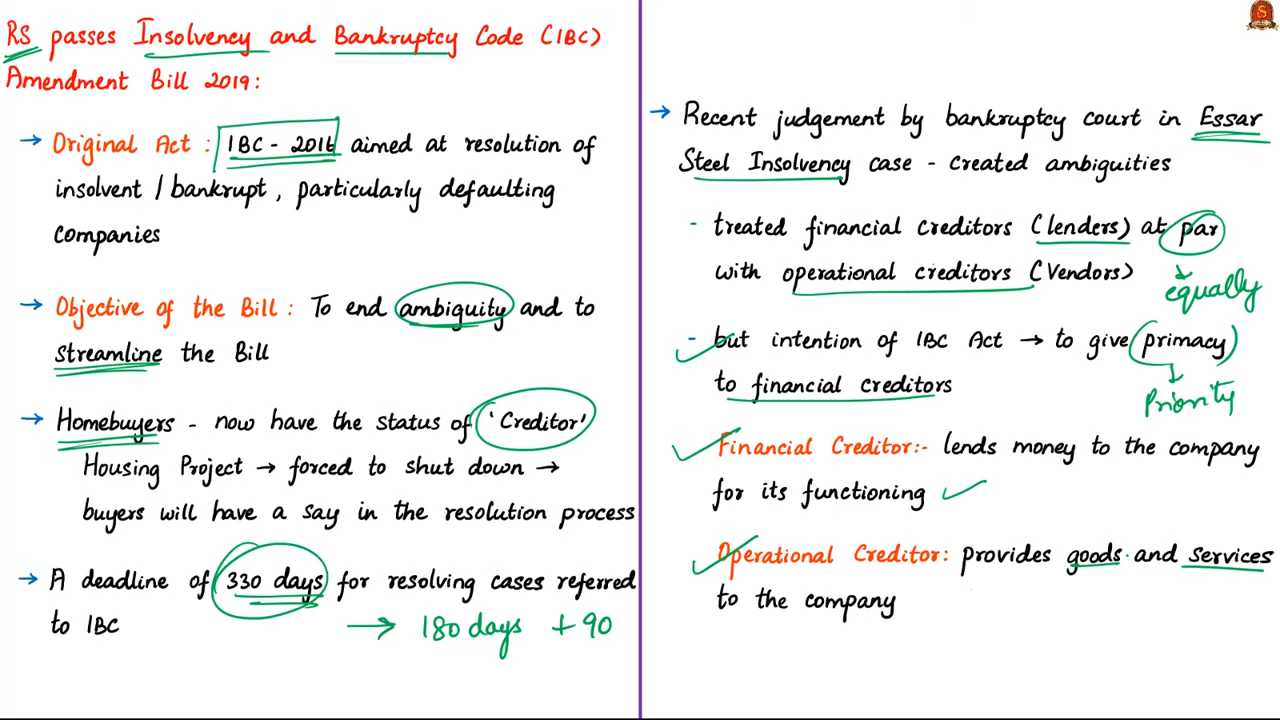 RS passes Insolvency and Bankruptcy Code (IBC)
Amendment Bill 2019:
→ Original Act : IBC - 2016 aimed at resolution of
insolvent / bankrupt, particularly defaulting
companies
→ Objective of the Bill : To end ambiguity and to
streamline the Bill
→ Homebuyers - now have the status of 'Creditor'
Housing Project → forced to shut down →
buyers will have a say in the resolution process
→ A deadline of 330 days for resolving cases referred
to IBC
→ 180 days + 90
→ Recent judgement by bankruptcy court in Essar
Steel Insolvency case - created ambiguities
- treated financial creditors (lenders) at par
with operational creditors (Vendors)
equally
- but intention of IBC Act → to give primacy
to financial creditors
Priority
Financial Creditor:- lends money to the company
for its functioning
Operational Creditor: provides goods and services
to the company